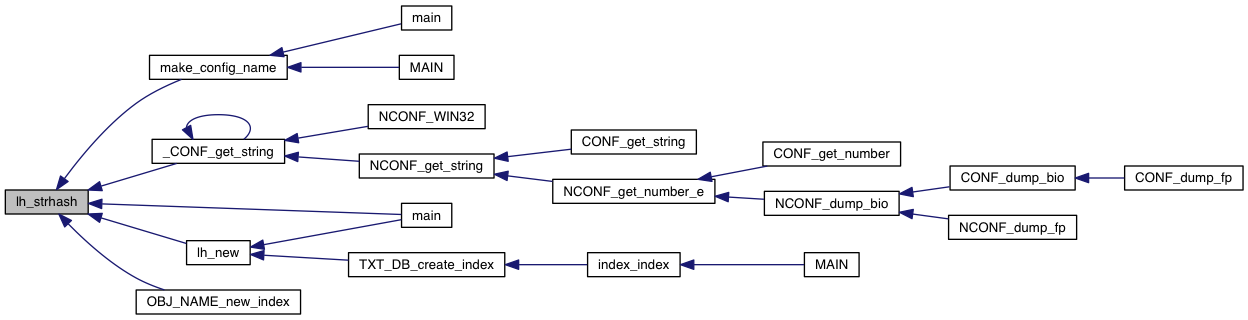 main
make_config_name
MAIN
NCONF_WIN32
_CONF_get_string
CONF_get_string
NCONF_get_string
CONF_get_number
NCONF_get_number_e
CONF_dump_bio
CONF_dump_fp
NCONF_dump_bio
NCONF_dump_fp
lh_strhash
main
lh_new
TXT_DB_create_index
index_index
MAIN
OBJ_NAME_new_index